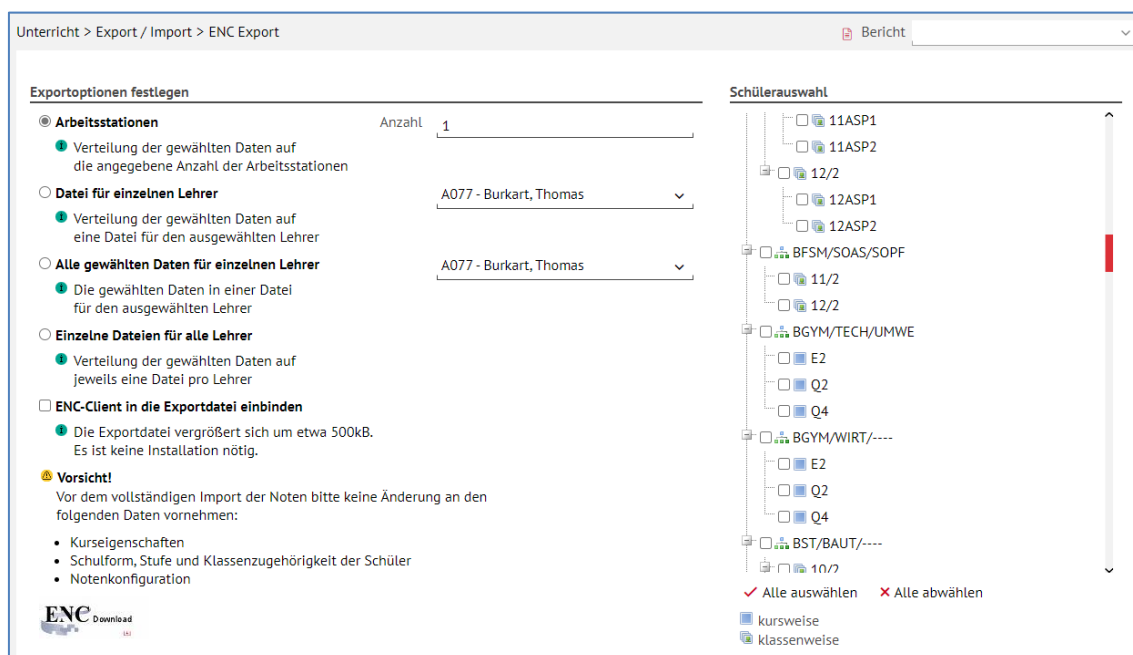 Unterricht > Export / Import > ENC Export
Bericht
Exportoptionen festlegen
Arbeitsstationen Anzahl 1
Verteilung der gewählten Daten auf
die angegebene Anzahl der Arbeitsstationen
Datei für einzelnen Lehrer A077 - Burkart, Thomas
Verteilung der gewählten Daten auf
eine Datei für den ausgewählten Lehrer
Alle gewählten Daten für einzelnen Lehrer A077 - Burkart, Thomas
Die gewählten Daten in einer Datei
für den ausgewählten Lehrer
Einzelne Dateien für alle Lehrer
Verteilung der gewählten Daten auf
jeweils eine Datei pro Lehrer
ENC-Client in die Exportdatei einbinden
Die Exportdatei vergrößert sich um etwa 500kB.
Es ist keine Installation nötig.
Vorsicht!
Vor dem vollständigen Import der Noten bitte keine Änderung an den
folgenden Daten vornehmen:
• Kurseigenschaften
• Schulform, Stufe und Klassenzugehörigkeit der Schüler
• Notenkonfiguration
ENC Download
Schülerauswahl
11ASP1
11ASP2
12/2
12ASP1
12ASP2
BFSM/SOAS/SOPF
11/2
12/2
BGYM/TECH/UMWE
E2
Q2
Q4
BGYM/WIRT/----
E2
Q2
Q4
BST/BAUT/----
10/2
Alle auswählen Alle abwählen
kursweise
klassenweise